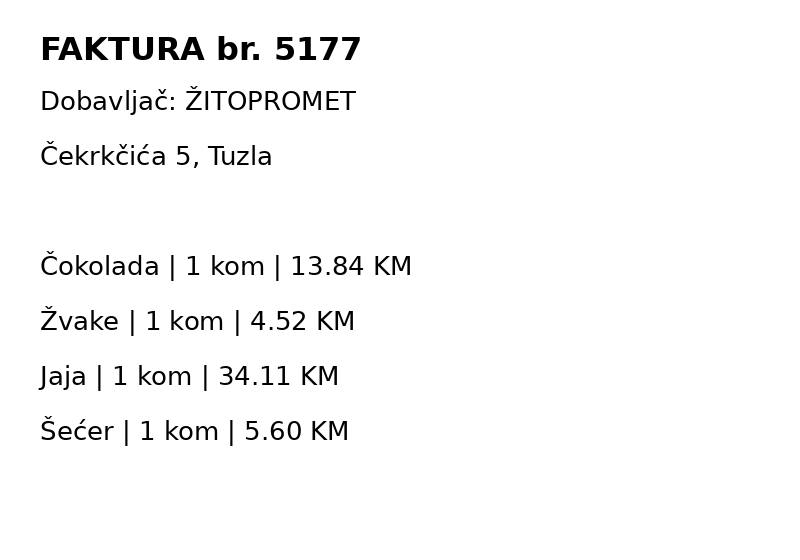 FAKTURA br. 5177
Dobavljač: ŽITOPROMET
Čekrkčića 5, Tuzla
Čokolada | 1 kom | 13.84 KM
Žvake | 1 kom | 4.52 KM
Jaja | 1 kom | 34.11 KM
Šećer | 1 kom | 5.60 KM